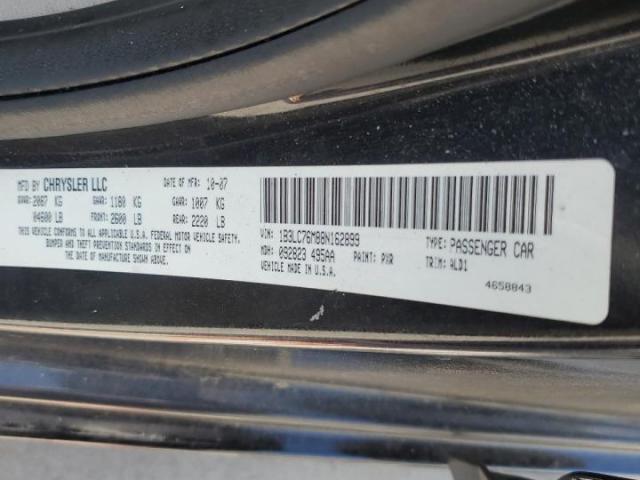 MFD BY CHRYSLER LLC DATE OF MFR: 10-07
GVWR: 2087 KG GAWR: 1180 KG GAWR: 1007 KG
04600 LB FRONT: 2600 LB REAR: 2220 LB
THIS VEHICLE CONFORMS TO ALL APPLICABLE U.S.A. FEDERAL MOTOR VEHICLE SAFETY,
BUMPER AND THEFT PREVENTION STANDARDS IN EFFECT ON
THE DATE OF MANUFACTURE SHOWN ABOVE.
VIN: 1B3LC76M88N162899 TYPE: PASSENGER CAR
MDH: 092823 495AA PAINT: PXR TRIM: ALD1
VEHICLE MADE IN U.S.A.
4658843